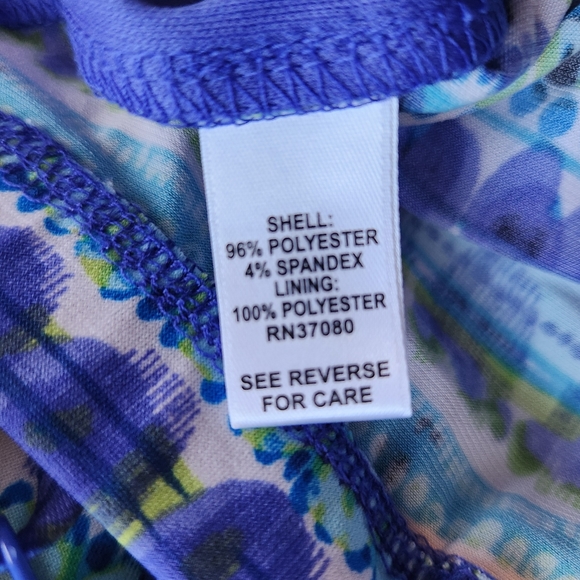 SHELL:
96% POLYESTER
4% SPANDEX
LINING:
100% POLYESTER
RN37080
SEE REVERSE
FOR CARE